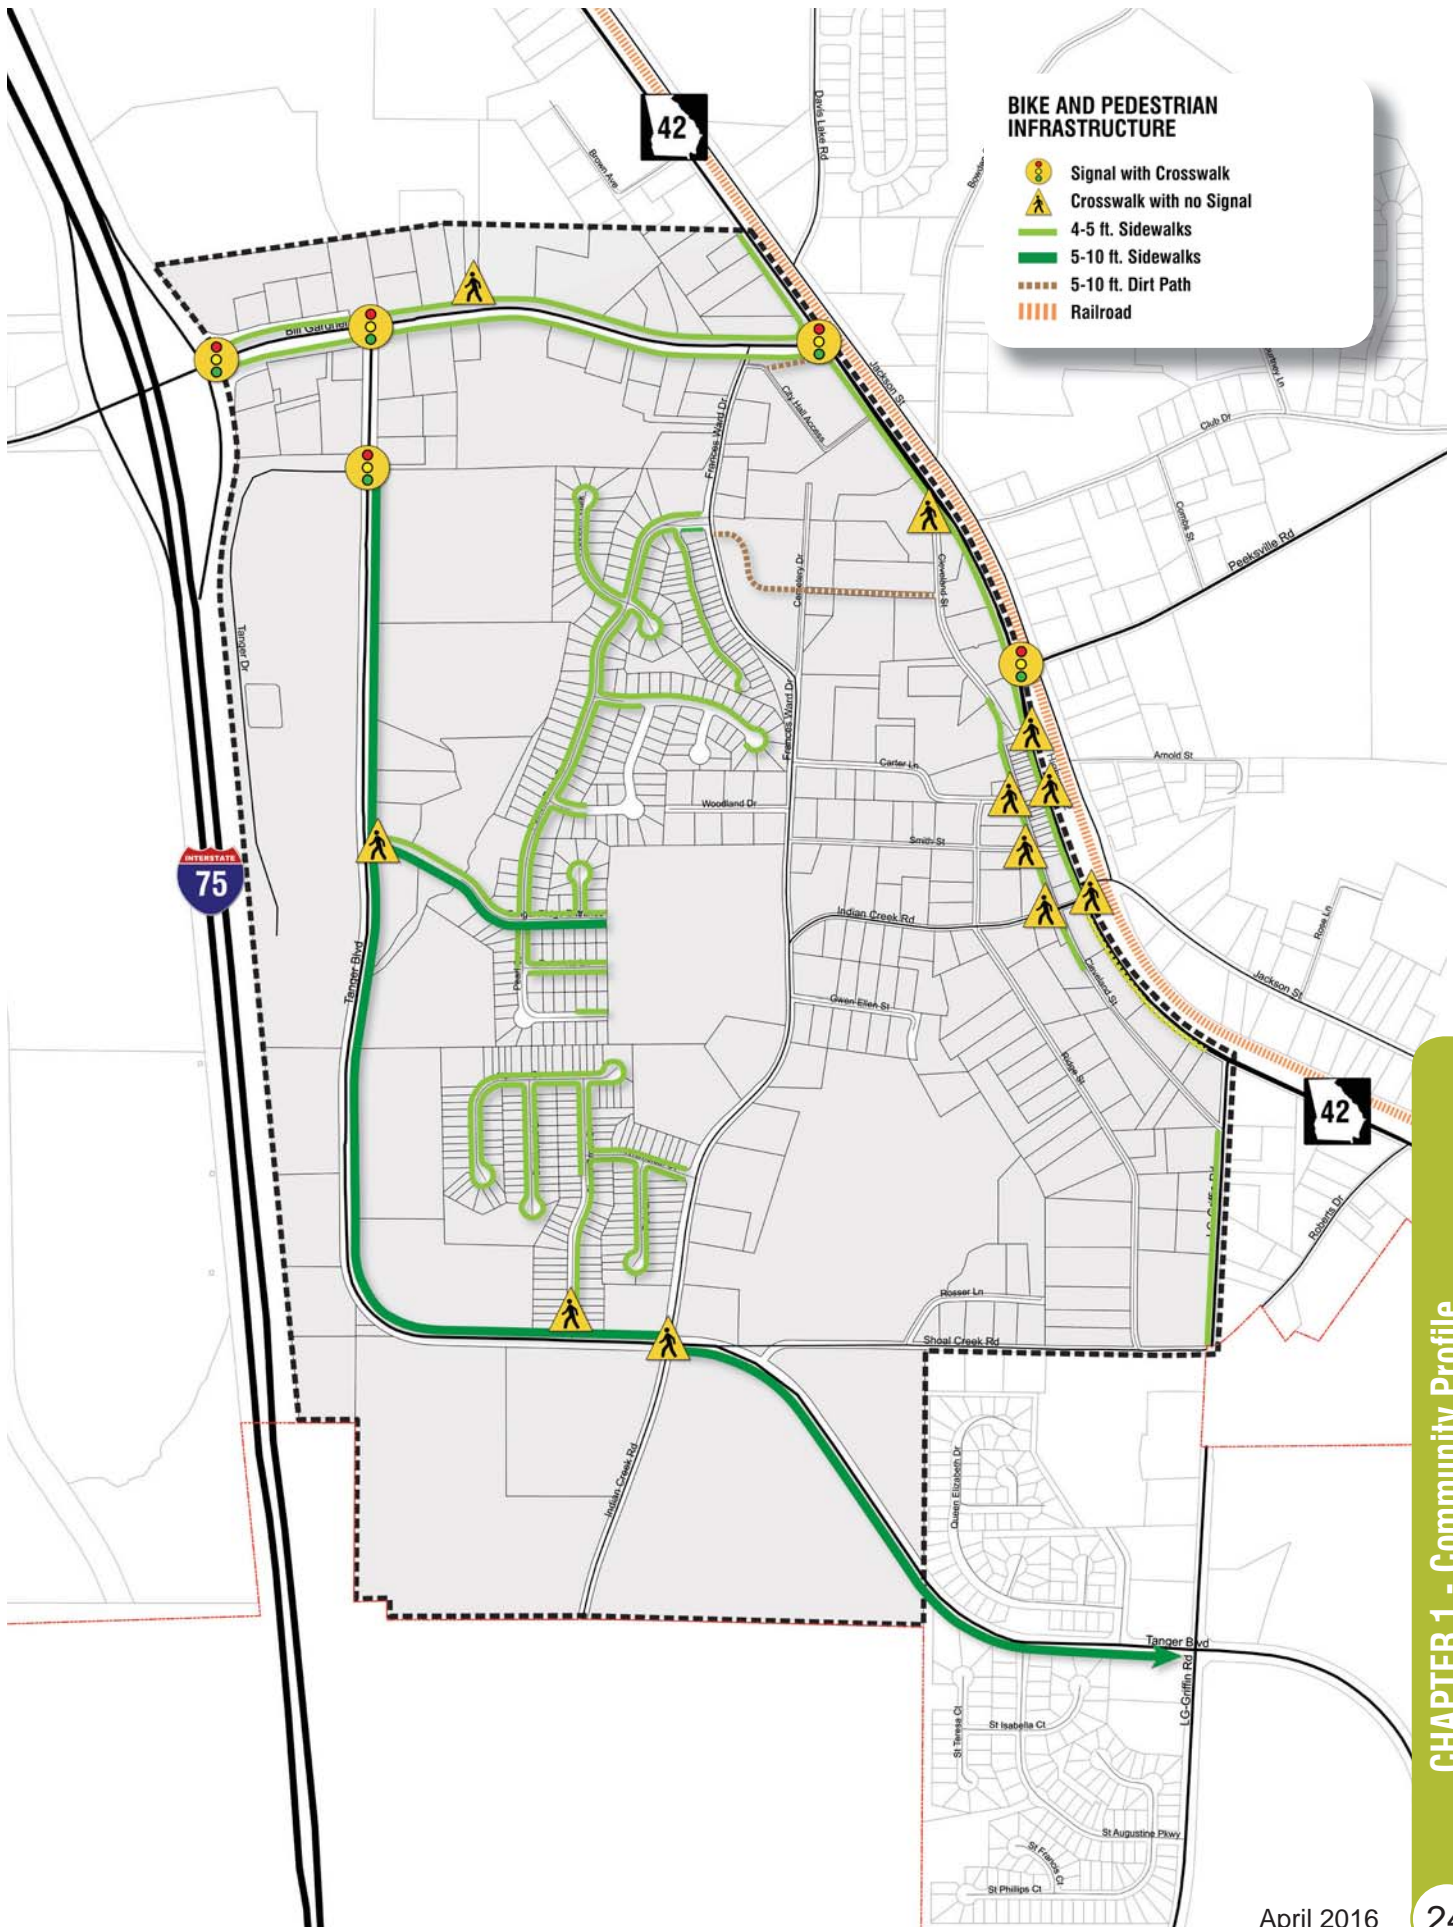 42
Davis Lake Rd
Brown Ave
BIKE AND PEDESTRIAN
INFRASTRUCTURE
Signal with Crosswalk
Crosswalk with no Signal
4-5 ft. Sidewalks
5-10 ft. Sidewalks
5-10 ft. Dirt Path
Railroad
Jackson St
City Hall Access
Frances Ward Dr
Club Dr
Combs St
Peeksville Rd
Cemetery Dr
Cleveland St
Tanger Dr
Frances Ward Dr
Carter Ln
Arnold St
Woodland Dr
Smith St
INTERSTATE
75
Indian Creek Rd
Rose Ln
Tanger Blvd
Cleveland St
Jackson St
Gwen Ellen St
Ridge St
42
Roberts Dr
Rosser Ln
Shoal Creek Rd
Indian Creek Rd
Queen Elizabeth Dr
Tanger Blvd
LG-Griffin Rd
St Teresa Ct
St Isabella Ct
St Augustine Pkwy
St Francis Ct
St Phillips Ct
CHAPTER 1 - Community Profile
April 2016